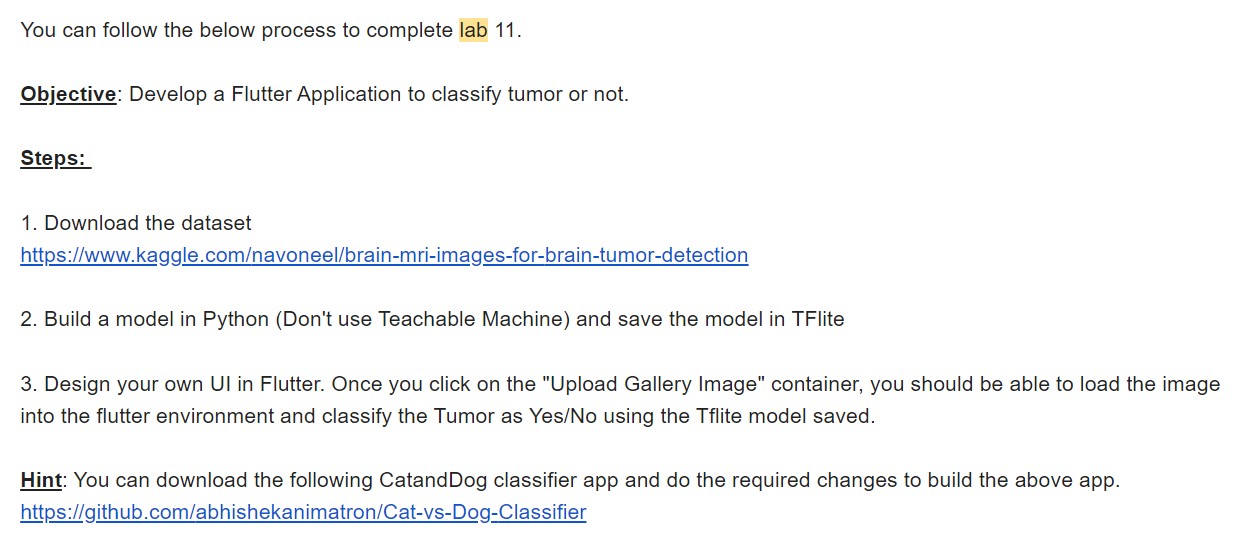 You can follow the below process to complete lab 11.
Objective: Develop a Flutter Application to classify tumor or not.
Steps:
1. Download the dataset
https://www.kaggle.com/navoneel/brain-mri-images-for-brain-tumor-detection
2. Build a model in Python (Don't use Teachable Machine) and save the model in TFlite
3. Design your own UI in Flutter. Once you click on the "Upload Gallery Image" container, you should be able to load the image
into the flutter environment and classify the Tumor as Yes/No using the Tflite model saved.
Hint: You can download the following CatandDog classifier app and do the required changes to build the above app.
https://github.com/abhishekanimatron/Cat-vs-Dog-Classifier